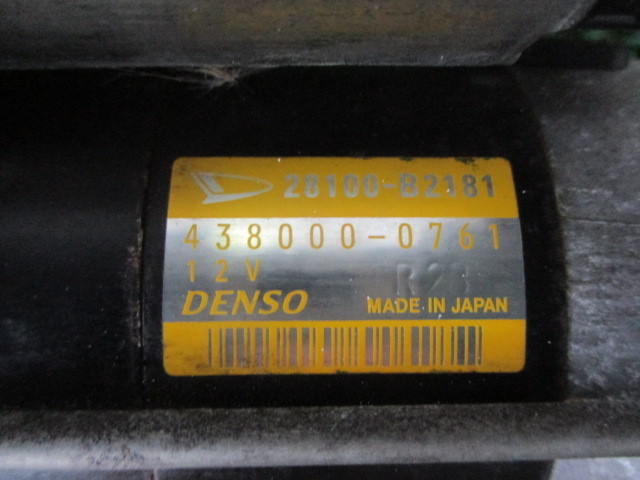 28100-B2181
438000-0761
12V
DENSO MADE IN JAPAN